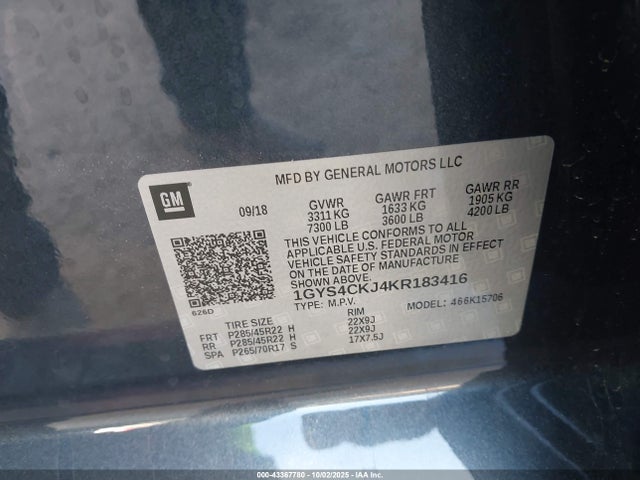 MFD BY GENERAL MOTORS LLC
GM
09/18
GVWR
3311 KG
7300 LB
GAWR FRT
1633 KG
3600 LB
GAWR RR
1905 KG
4200 LB
THIS VEHICLE CONFORMS TO ALL
APPLICABLE U.S. FEDERAL MOTOR
VEHICLE SAFETY STANDARDS IN EFFECT
ON THE DATE OF MANUFACTURE
SHOWN ABOVE.
1GYS4CKJ4KR183416
TYPE: M.P.V.
MODEL: 466K15706
626D
TIRE SIZE
RIM
FRT P285/45R22 H 22X9J
RR P285/45R22 H 22X9J
SPA P265/70R17 S 17X7.5J
000-43367780 - 10/02/2025 - IAAI.com